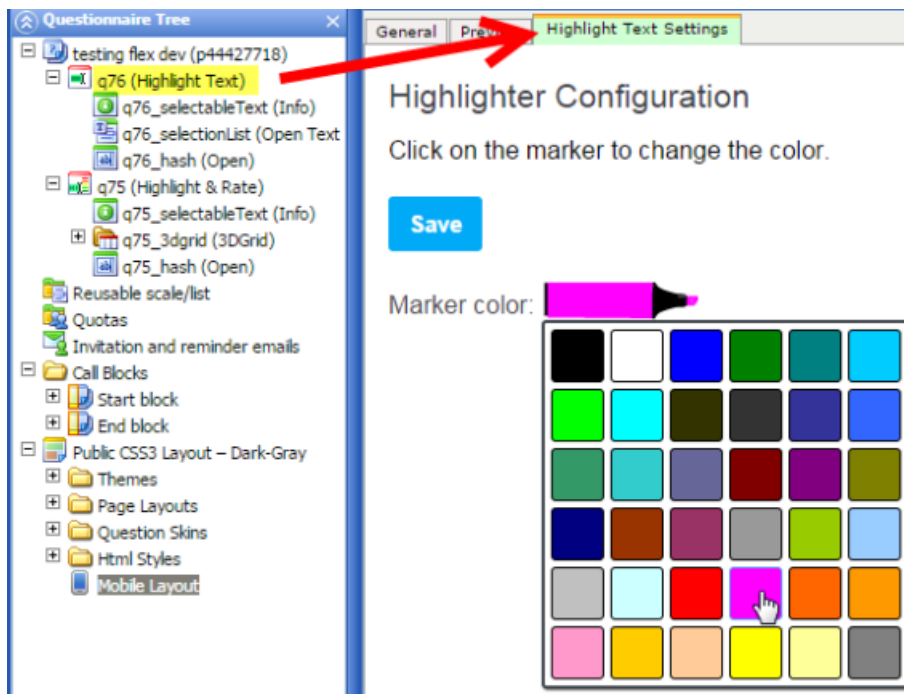 Questionnaire Tree
testing flex dev (p44427718)
q76 (Highlight Text)
q76_selectableText (Info)
q76_selectionList (Open Text
q76_hash (Open)
q75 (Highlight & Rate)
q75_selectableText (Info)
q75_3dgrid (3DGrid)
q75_hash (Open)
Reusable scale/list
Quotas
Invitation and reminder emails
Call Blocks
Start block
End block
Public CSS3 Layout – Dark-Gray
Themes
Page Layouts
Question Skins
Html Styles
Mobile Layout
General
Highlight Text Settings
Highlighter Configuration
Click on the marker to change the color.
Save
Marker color: